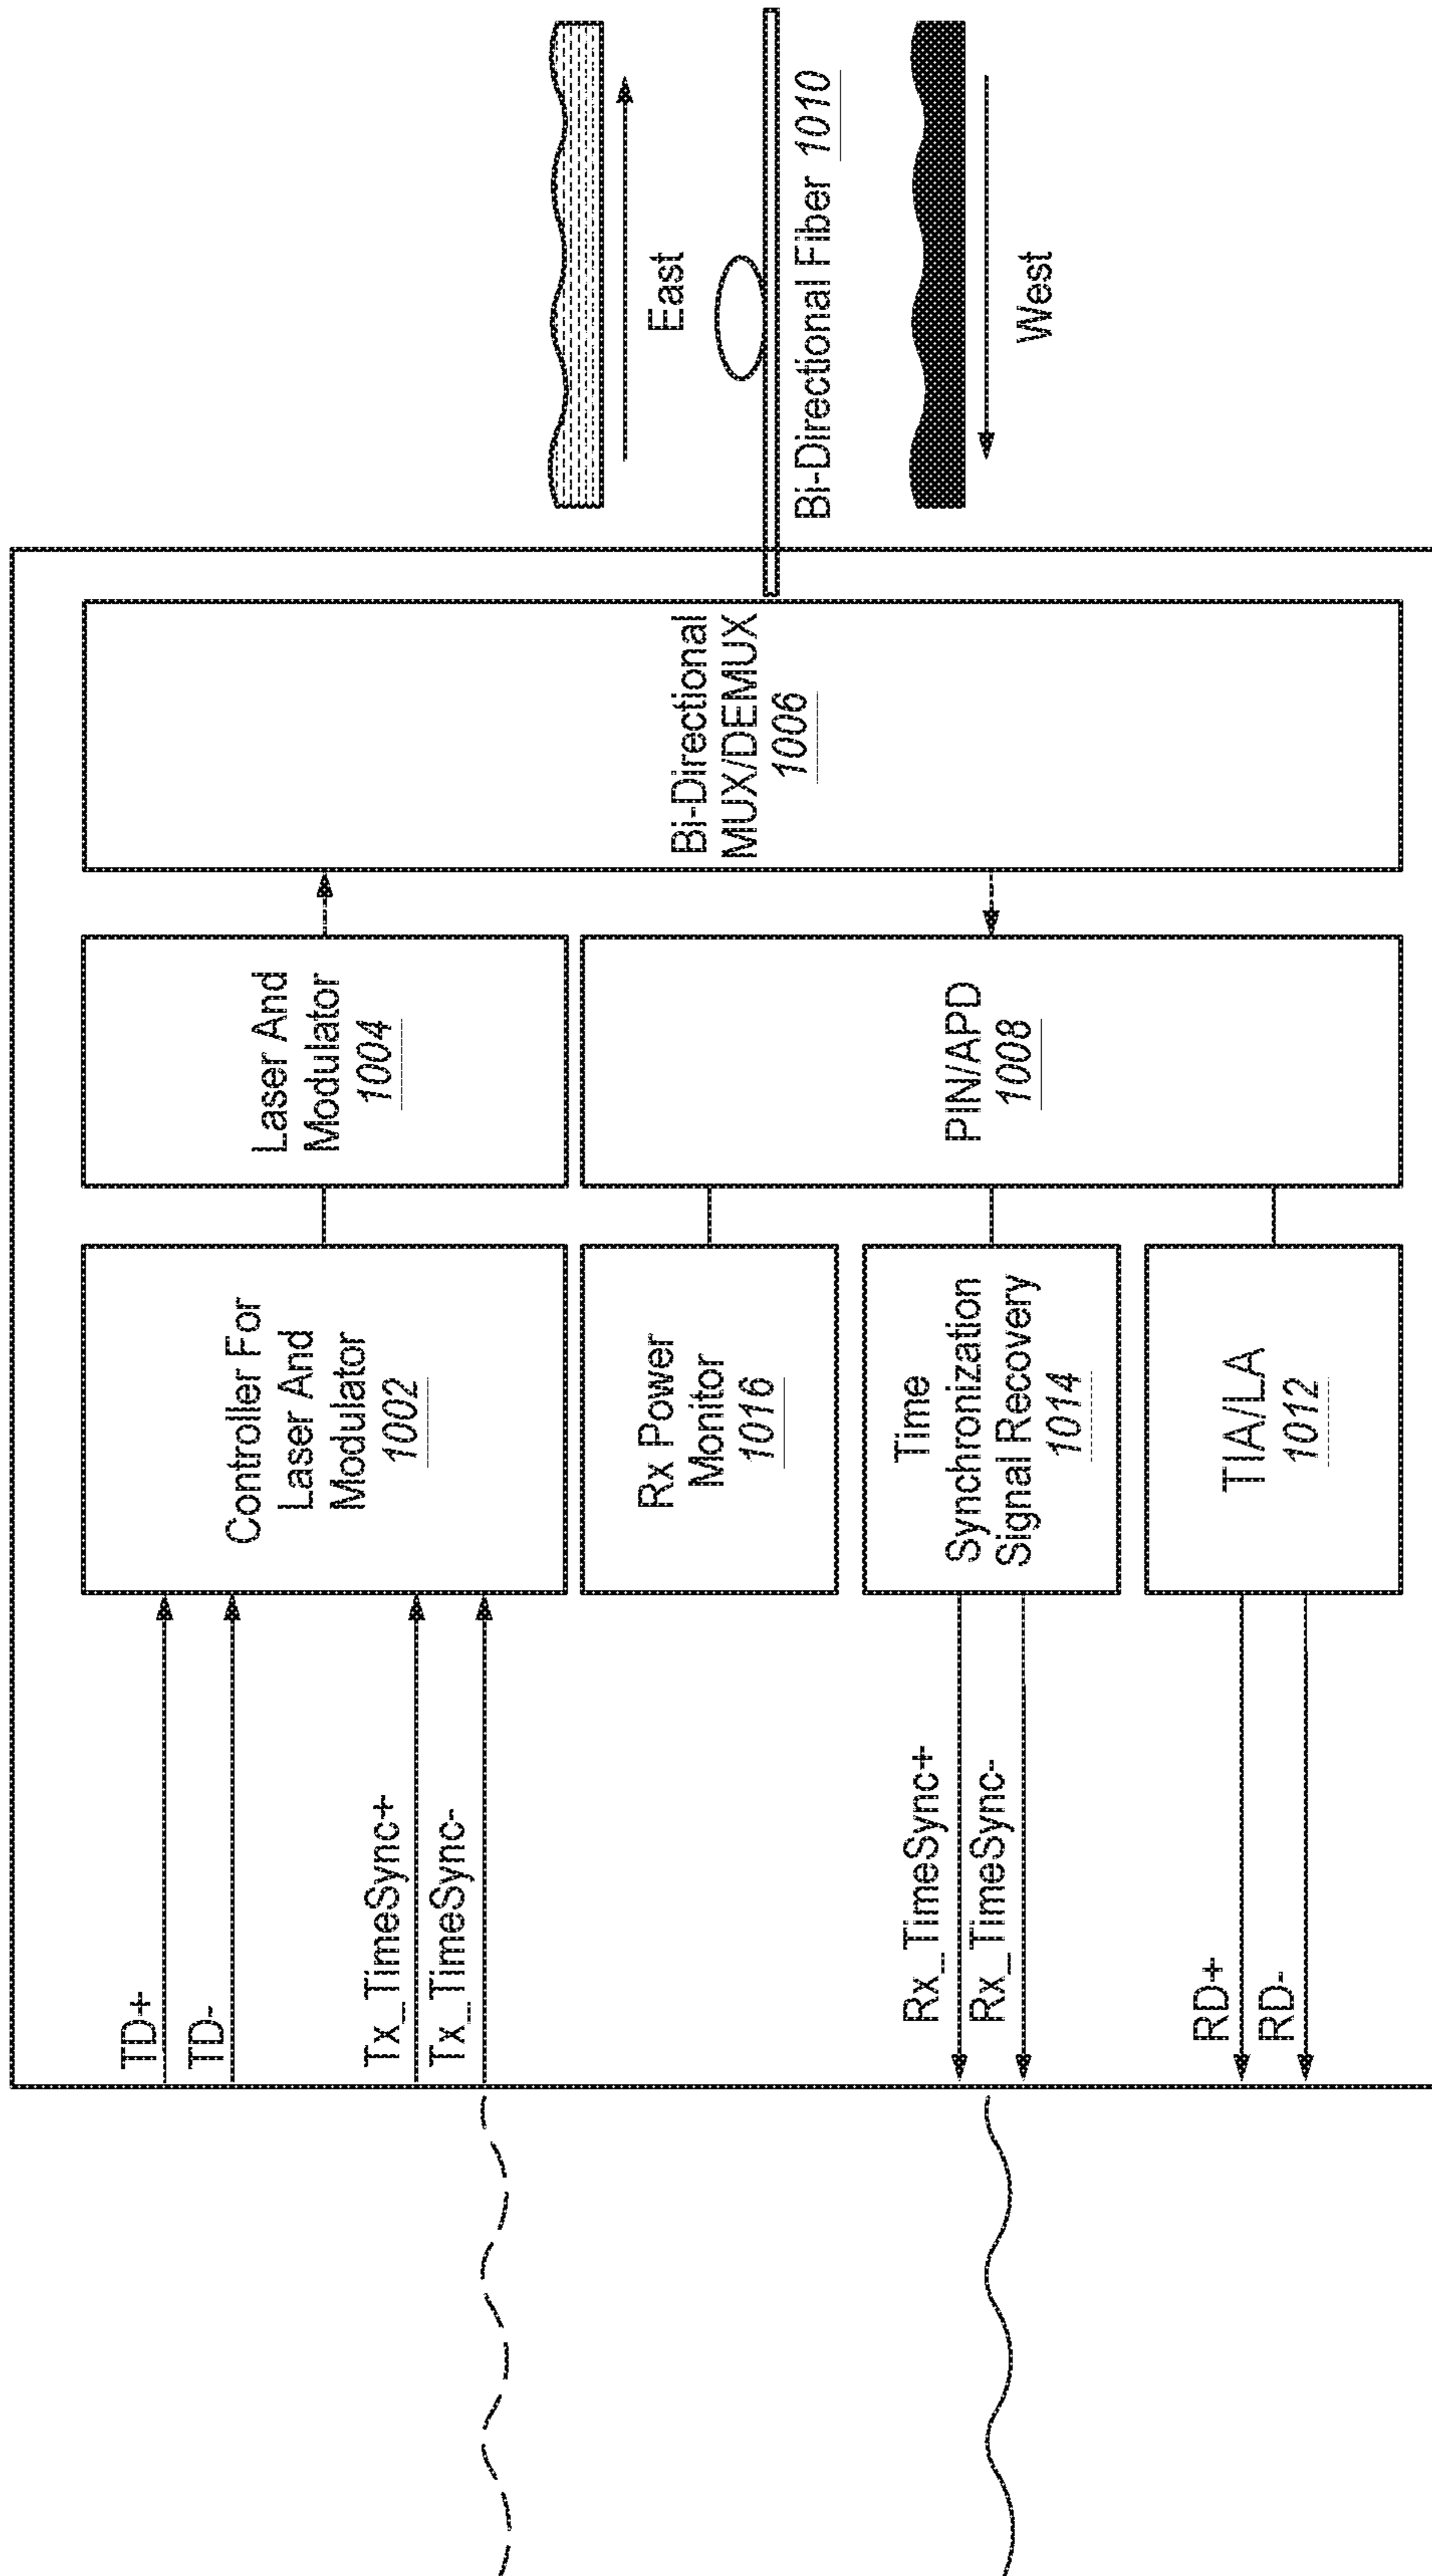 TD+
TD-
Tx_TimeSync+
Tx_TimeSync-
Rx_TimeSync+
Rx_TimeSync-
RD+
RD-
Controller For
Laser And
Modulator
1002
Rx Power
Monitor
1016
Time
Synchronization
Signal Recovery
1014
TIA/LA
1012
Laser And
Modulator
1004
PIN/APD
1008
Bi-Directional
MUX/DEMUX
1006
East
Bi-Directional Fiber 1010
West